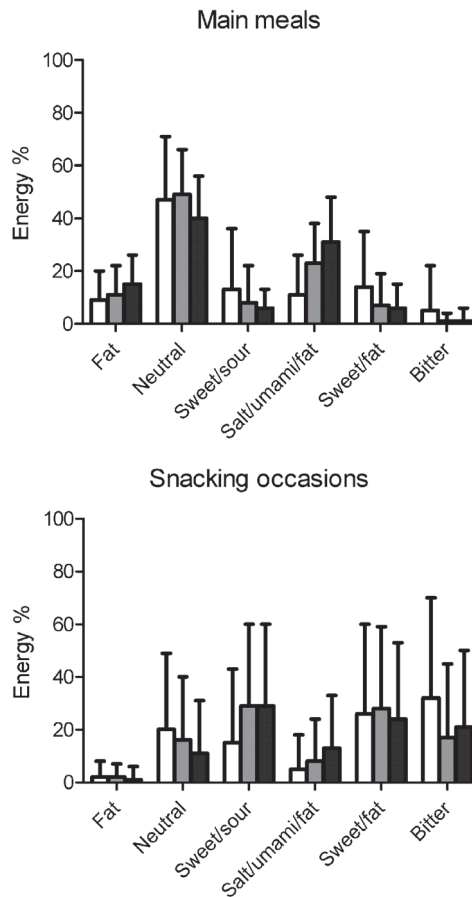 Main meals
100
80
60
40
20
0
Energy %
Fat
Neutral
Sweet/sour
Salt/umami/fat
Sweet/fat
Bitter
Snacking occasions
100
80
60
40
20
0
Energy %
Fat
Neutral
Sweet/sour
Salt/umami/fat
Sweet/fat
Bitter